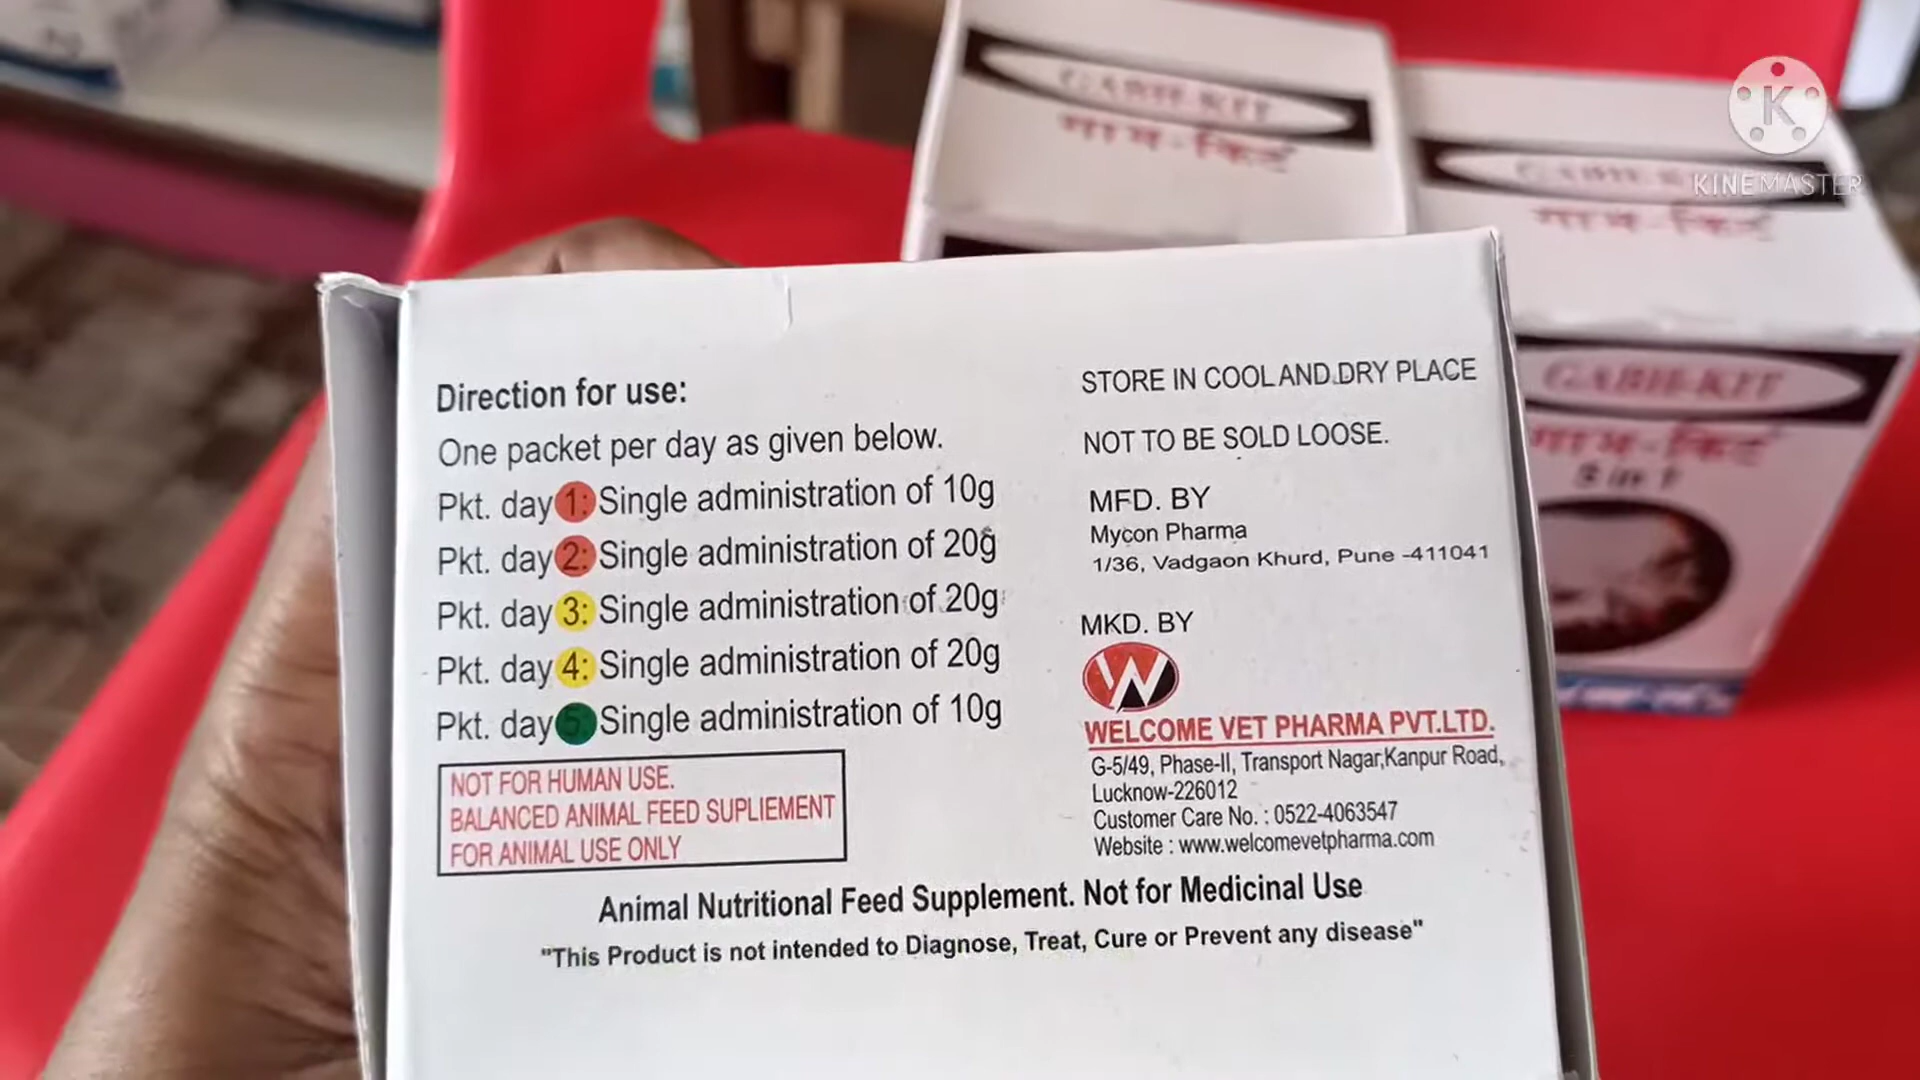 GABH-KIT
गाभ-किट
गाभ-किट
KINEMASTER
GABH-KIT
गाभ-किट
5 in 1
Direction for use:
One packet per day as given below.
Pkt. day 1: Single administration of 10g
Pkt. day 2: Single administration of 20g
Pkt. day 3: Single administration of 20g
Pkt. day 4: Single administration of 20g
Pkt. day 5: Single administration of 10g
NOT FOR HUMAN USE.
BALANCED ANIMAL FEED SUPLIEMENT
FOR ANIMAL USE ONLY
STORE IN COOL AND.DRY PLACE
NOT TO BE SOLD LOOSE.
MFD. BY
Mycon Pharma
1/36, Vadgaon Khurd, Pune -411041
MKD. BY
W
WELCOME VET PHARMA PVT.LTD.
G-5/49, Phase-II, Transport Nagar,Kanpur Road,
Lucknow-226012
Customer Care No. : 0522-4063547
Website : www.welcomevetpharma.com
Animal Nutritional Feed Supplement. Not for Medicinal Use
"This Product is not intended to Diagnose, Treat, Cure or Prevent any disease"